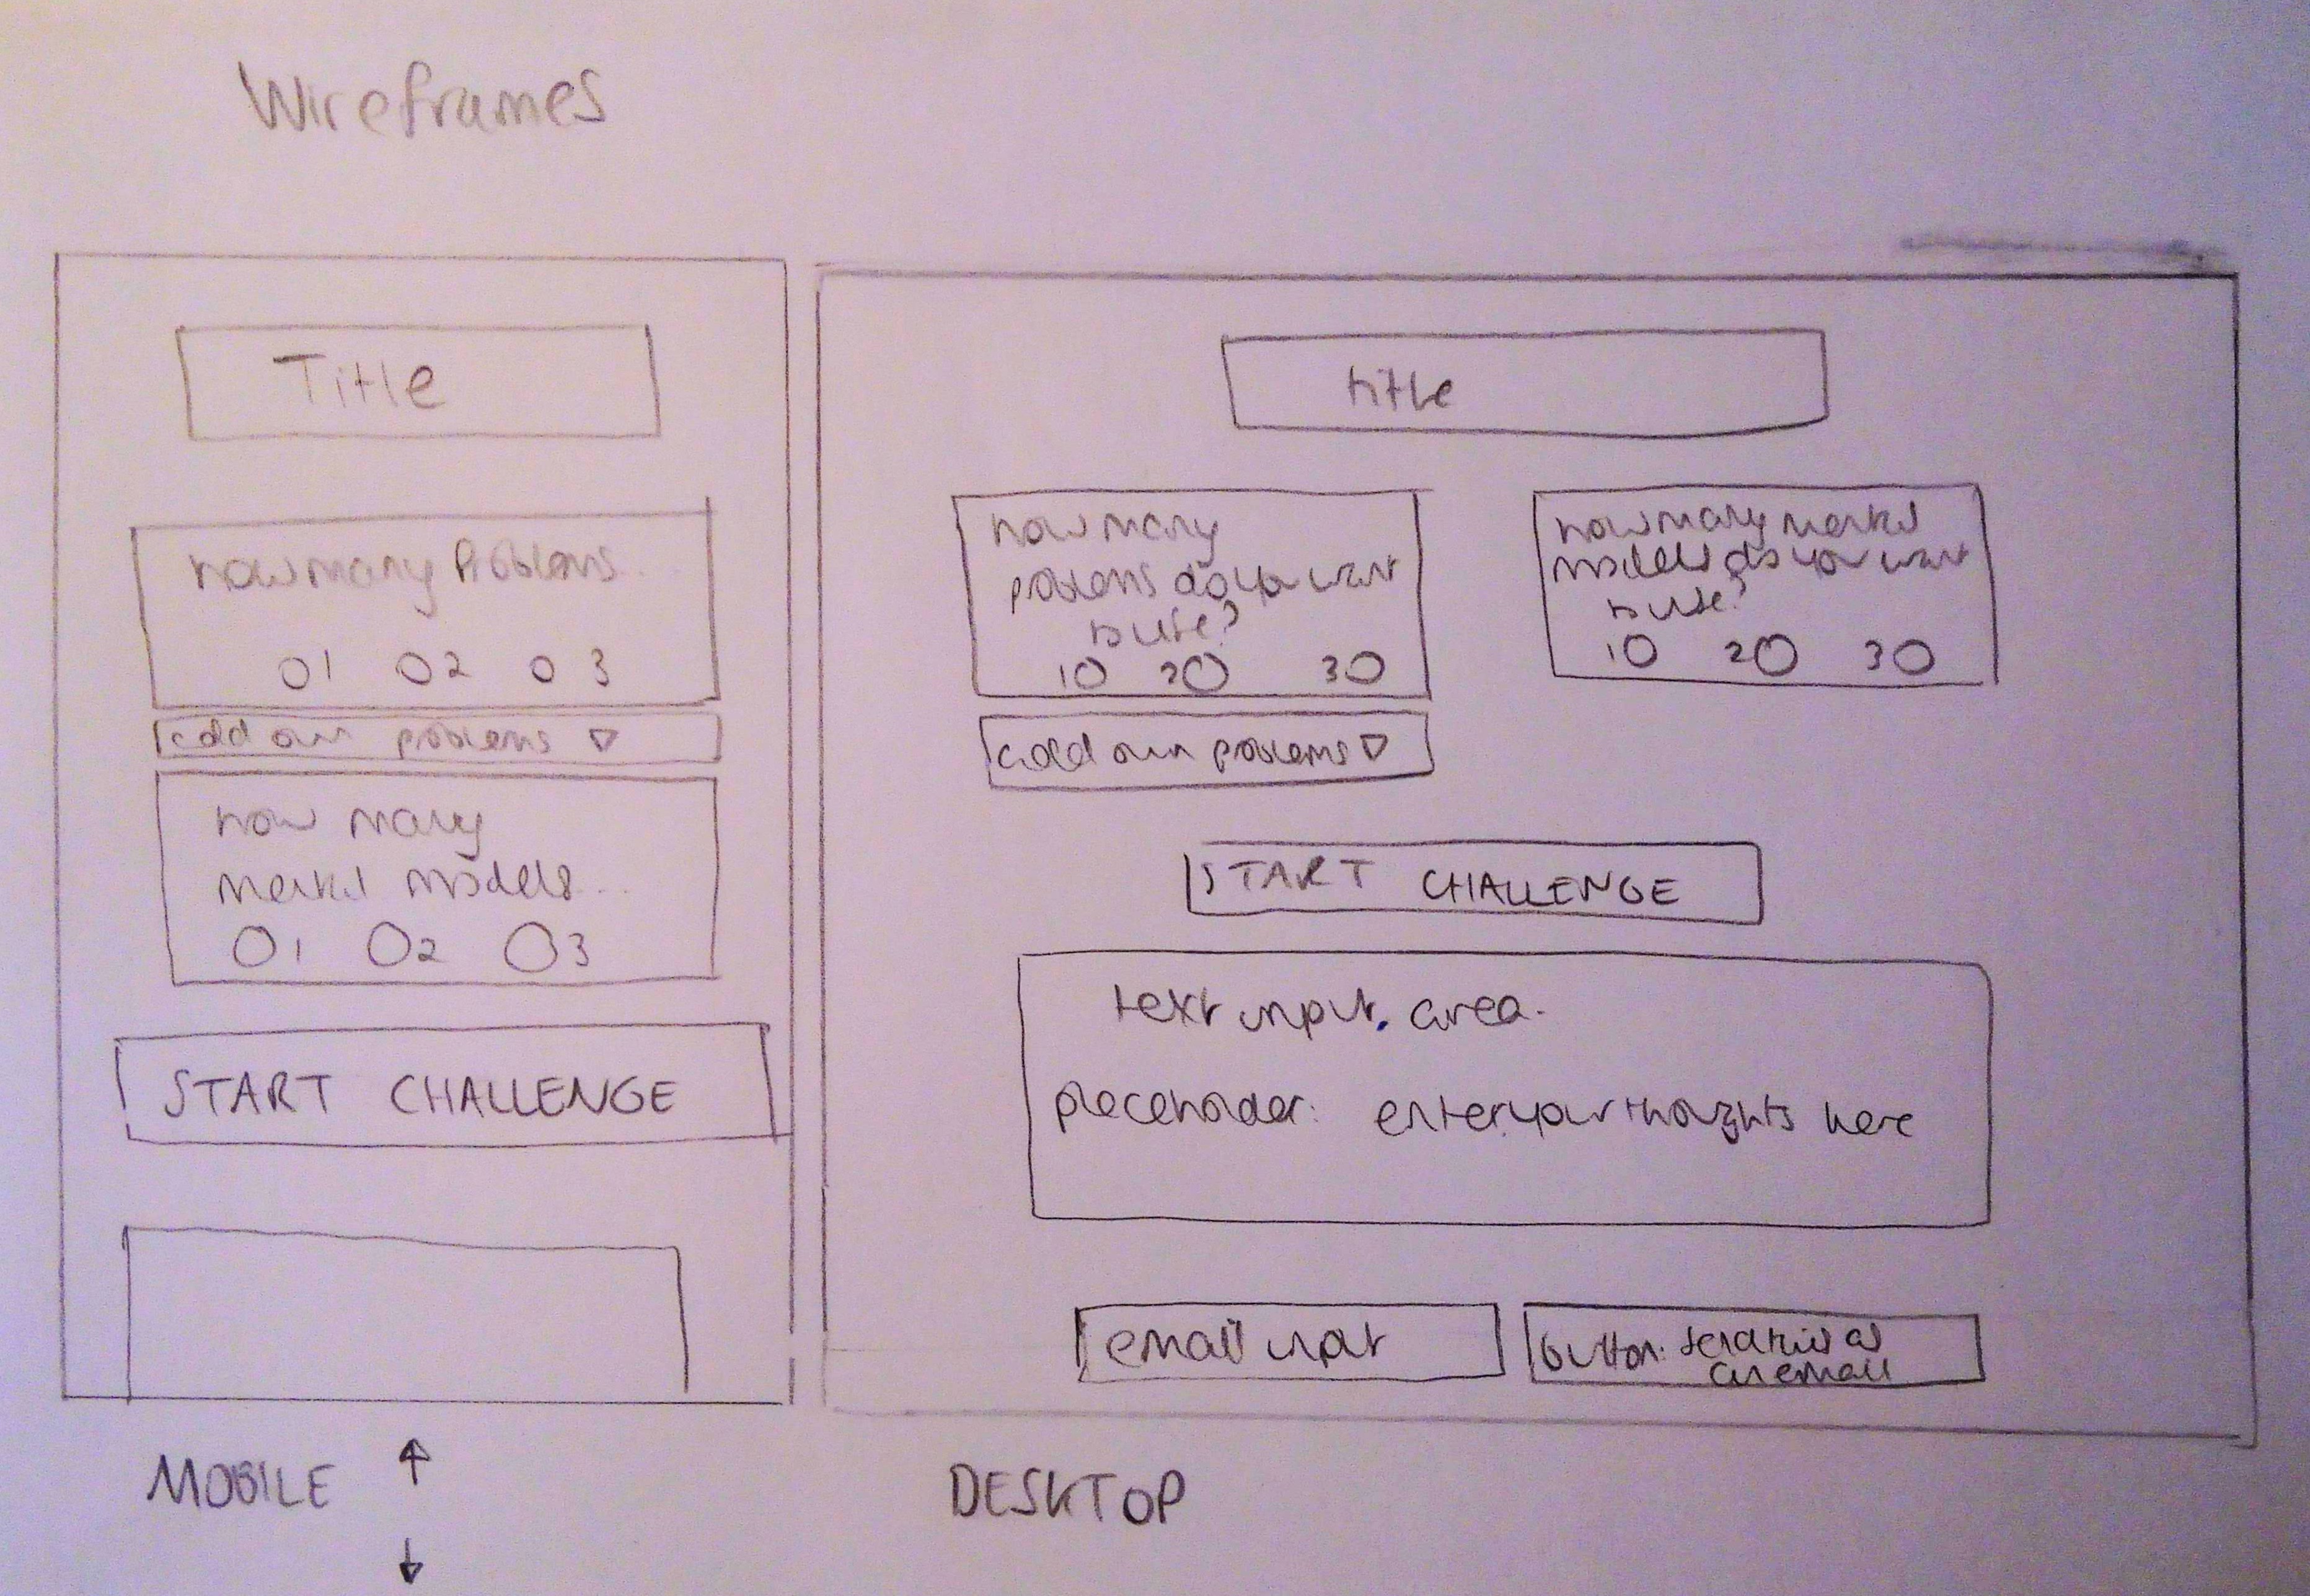 Wireframes
Title
how many Problems...
O1 O2 O3
add own problems ▽
how many
mental models...
O1 O2 O3
START CHALLENGE
MOBILE ↑
↓
title
how many
problems do you want
to use?
1O 2O 3O
add own problems ▽
how many mental
models do you want
to use?
1O 2O 3O
START CHALLENGE
text input area.
placeholder: enter your thoughts here
email input
button: send this as
an email
DESKTOP